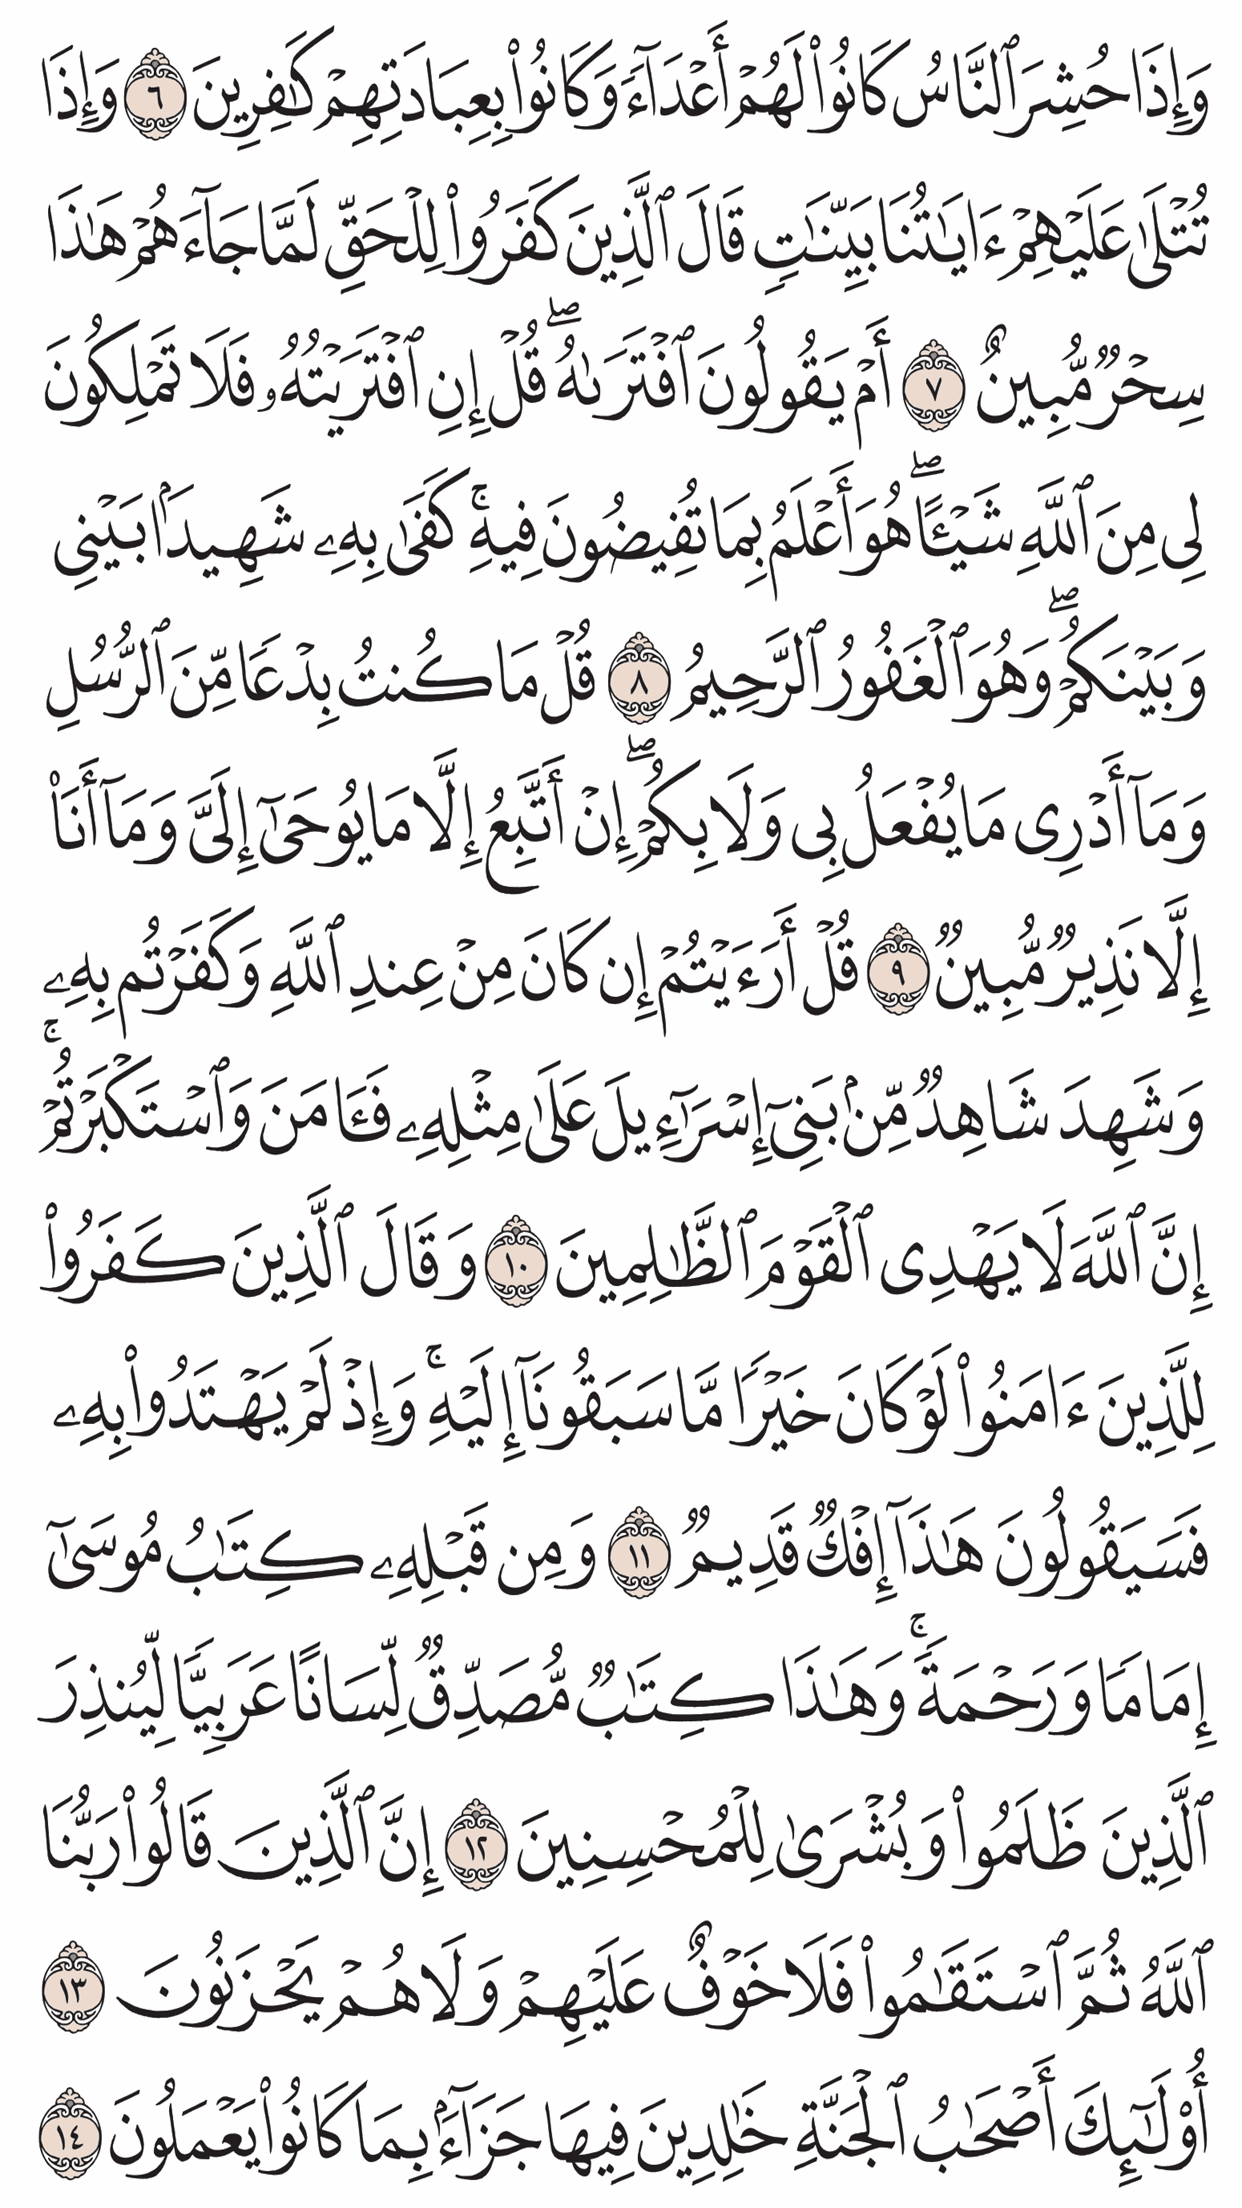 وَإِذَا حُشِرَ ٱلنَّاسُ كَانُوا۟ لَهُمْ أَعْدَآءً وَكَانُوا۟ بِعِبَادَتِهِمْ كَٰفِرِينَ ٦ وَإِذَا
تُتْلَىٰ عَلَيْهِمْ ءَايَٰتُنَا بَيِّنَٰتٍ قَالَ ٱلَّذِينَ كَفَرُوا۟ لِلْحَقِّ لَمَّا جَآءَهُمْ هَٰذَا
سِحْرٌ مُّبِينٌ ٧ أَمْ يَقُولُونَ ٱفْتَرَىٰهُ ۖ قُلْ إِنِ ٱفْتَرَيْتُهُۥ فَلَا تَمْلِكُونَ
لِى مِنَ ٱللَّهِ شَيْـًٔا ۖ هُوَ أَعْلَمُ بِمَا تُفِيضُونَ فِيهِ ۚ كَفَىٰ بِهِۦ شَهِيدًۢا بَيْنِى
وَبَيْنَكُمْ ۖ وَهُوَ ٱلْغَفُورُ ٱلرَّحِيمُ ٨ قُلْ مَا كُنتُ بِدْعًا مِّنَ ٱلرُّسُلِ
وَمَآ أَدْرِى مَا يُفْعَلُ بِى وَلَا بِكُمْ ۖ إِنْ أَتَّبِعُ إِلَّا مَا يُوحَىٰٓ إِلَىَّ وَمَآ أَنَا۠
إِلَّا نَذِيرٌ مُّبِينٌ ٩ قُلْ أَرَءَيْتُمْ إِن كَانَ مِنْ عِندِ ٱللَّهِ وَكَفَرْتُم بِهِۦ
وَشَهِدَ شَاهِدٌ مِّنۢ بَنِىٓ إِسْرَٰٓءِيلَ عَلَىٰ مِثْلِهِۦ فَـَٔامَنَ وَٱسْتَكْبَرْتُمْ ۚ
إِنَّ ٱللَّهَ لَا يَهْدِى ٱلْقَوْمَ ٱلظَّٰلِمِينَ ١٠ وَقَالَ ٱلَّذِينَ كَفَرُوا۟
لِلَّذِينَ ءَامَنُوا۟ لَوْ كَانَ خَيْرًا مَّا سَبَقُونَآ إِلَيْهِ ۚ وَإِذْ لَمْ يَهْتَدُوا۟ بِهِۦ
فَسَيَقُولُونَ هَٰذَآ إِفْكٌ قَدِيمٌ ١١ وَمِن قَبْلِهِۦ كِتَٰبُ مُوسَىٰٓ
إِمَامًا وَرَحْمَةً ۚ وَهَٰذَا كِتَٰبٌ مُّصَدِّقٌ لِّسَانًا عَرَبِيًّا لِّيُنذِرَ
ٱلَّذِينَ ظَلَمُوا۟ وَبُشْرَىٰ لِلْمُحْسِنِينَ ١٢ إِنَّ ٱلَّذِينَ قَالُوا۟ رَبُّنَا
ٱللَّهُ ثُمَّ ٱسْتَقَٰمُوا۟ فَلَا خَوْفٌ عَلَيْهِمْ وَلَا هُمْ يَحْزَنُونَ ١٣
أُو۟لَٰٓئِكَ أَصْحَٰبُ ٱلْجَنَّةِ خَٰلِدِينَ فِيهَا جَزَآءًۢ بِمَا كَانُوا۟ يَعْمَلُونَ ١٤